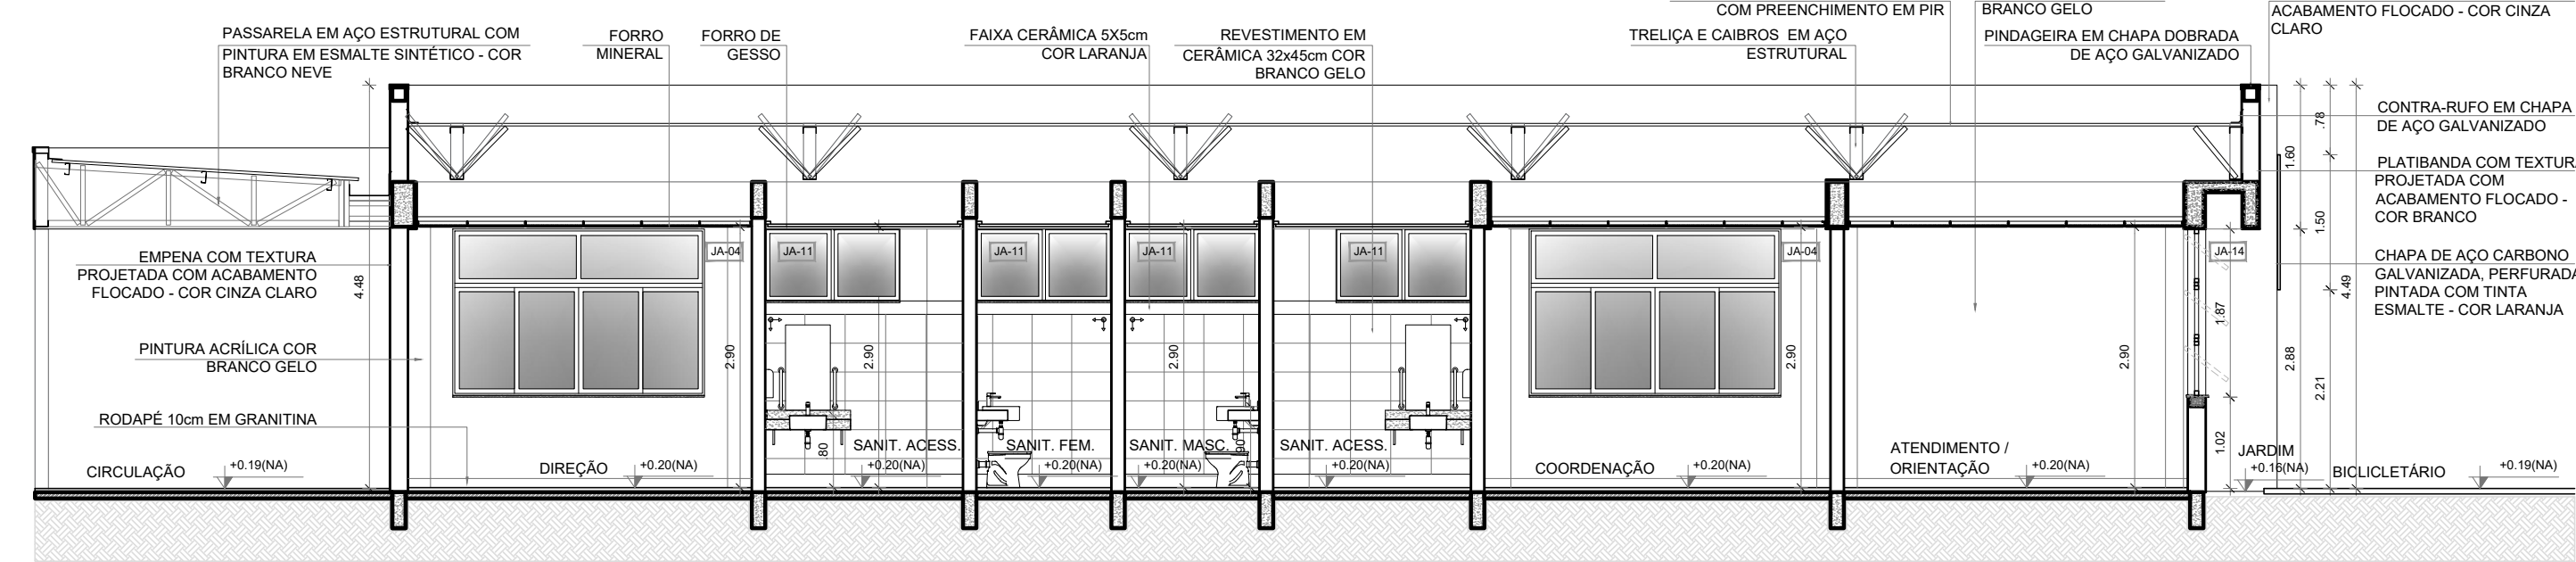 PASSARELA EM AÇO ESTRUTURAL COM
PINTURA EM ESMALTE SINTÉTICO - COR
BRANCO NEVE
FORRO
MINERAL
FORRO DE
GESSO
FAIXA CERÂMICA 5X5cm
COR LARANJA
REVESTIMENTO EM
CERÂMICA 32x45cm COR
BRANCO GELO
COM PREENCHIMENTO EM PIR
TRELIÇA E CAIBROS EM AÇO
ESTRUTURAL
BRANCO GELO
PINDAGEIRA EM CHAPA DOBRADA
DE AÇO GALVANIZADO
ACABAMENTO FLOCADO - COR CINZA
CLARO
CONTRA-RUFO EM CHAPA
DE AÇO GALVANIZADO
PLATIBANDA COM TEXTURA
PROJETADA COM
ACABAMENTO FLOCADO -
COR BRANCO
CHAPA DE AÇO CARBONO
GALVANIZADA, PERFURADA
PINTADA COM TINTA
ESMALTE - COR LARANJA
EMPENA COM TEXTURA
PROJETADA COM ACABAMENTO
FLOCADO - COR CINZA CLARO
PINTURA ACRÍLICA COR
BRANCO GELO
RODAPÉ 10cm EM GRANITINA
4.48
JA-04
JA-11
JA-11
JA-11
JA-11
JA-04
JA-14
2.90
2.90
2.90
2.90
2.90
80
90
1.87
1.02
1.60
2.88
.78
1.50
2.21
4.49
CIRCULAÇÃO
+0.19(NA)
DIREÇÃO
+0.20(NA)
SANIT. ACESS.
+0.20(NA)
SANIT. FEM.
+0.20(NA)
SANIT. MASC.
+0.20(NA)
SANIT. ACESS.
+0.20(NA)
COORDENAÇÃO
+0.20(NA)
ATENDIMENTO /
ORIENTAÇÃO
+0.20(NA)
JARDIM
+0.16(NA)
BICLICLETÁRIO
+0.19(NA)